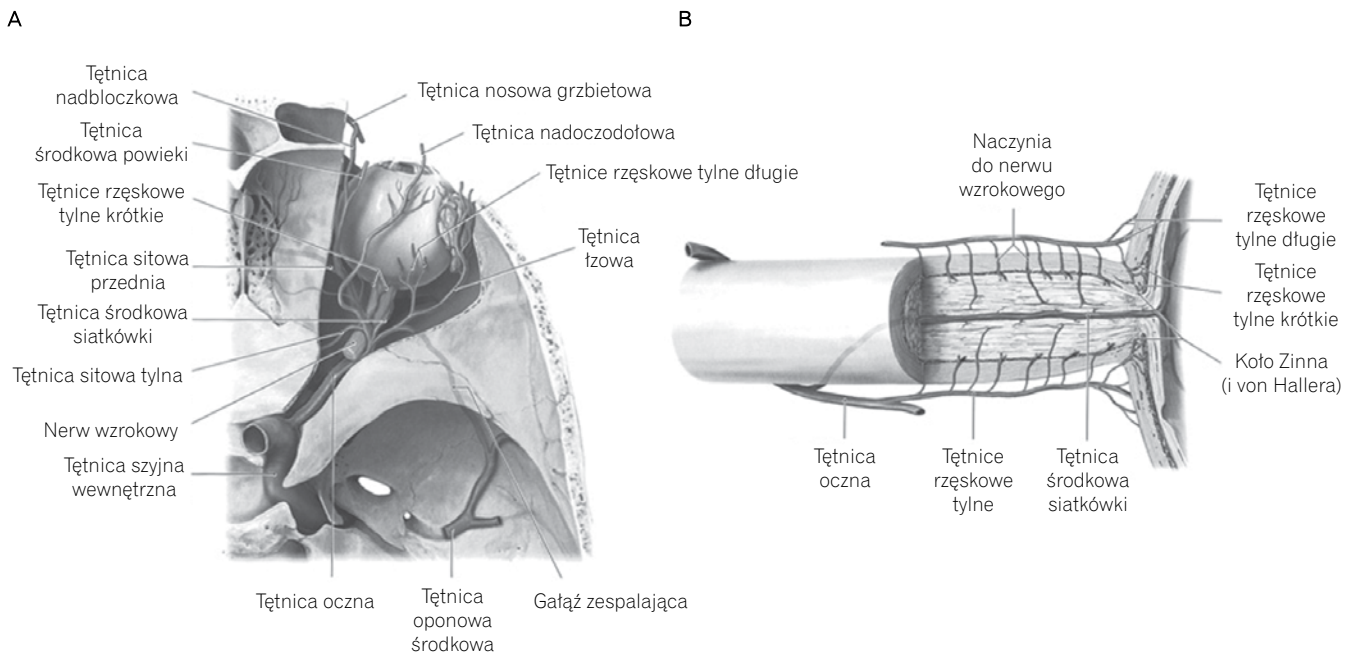 A
Tętnica
nadbloczkowa
Tętnica
środkowa powieki
Tętnice rzęskowe
tylne krótkie
Tętnica sitowa
przednia
Tętnica środkowa
siatkówki
Tętnica sitowa tylna
Nerw wzrokowy
Tętnica szyjna
wewnętrzna
Tętnica nosowa grzbietowa
Tętnica nadoczodołowa
Tętnice rzęskowe tylne długie
Tętnica
łzowa
Tętnica oczna
Tętnica
oponowa
środkowa
Gałąź zespalająca
B
Naczynia
do nerwu
wzrokowego
Tętnice
rzęskowe
tylne długie
Tętnice
rzęskowe
tylne krótkie
Koło Zinna
(i von Hallera)
Tętnica
oczna
Tętnice
rzęskowe
tylne
Tętnica
środkowa
siatkówki